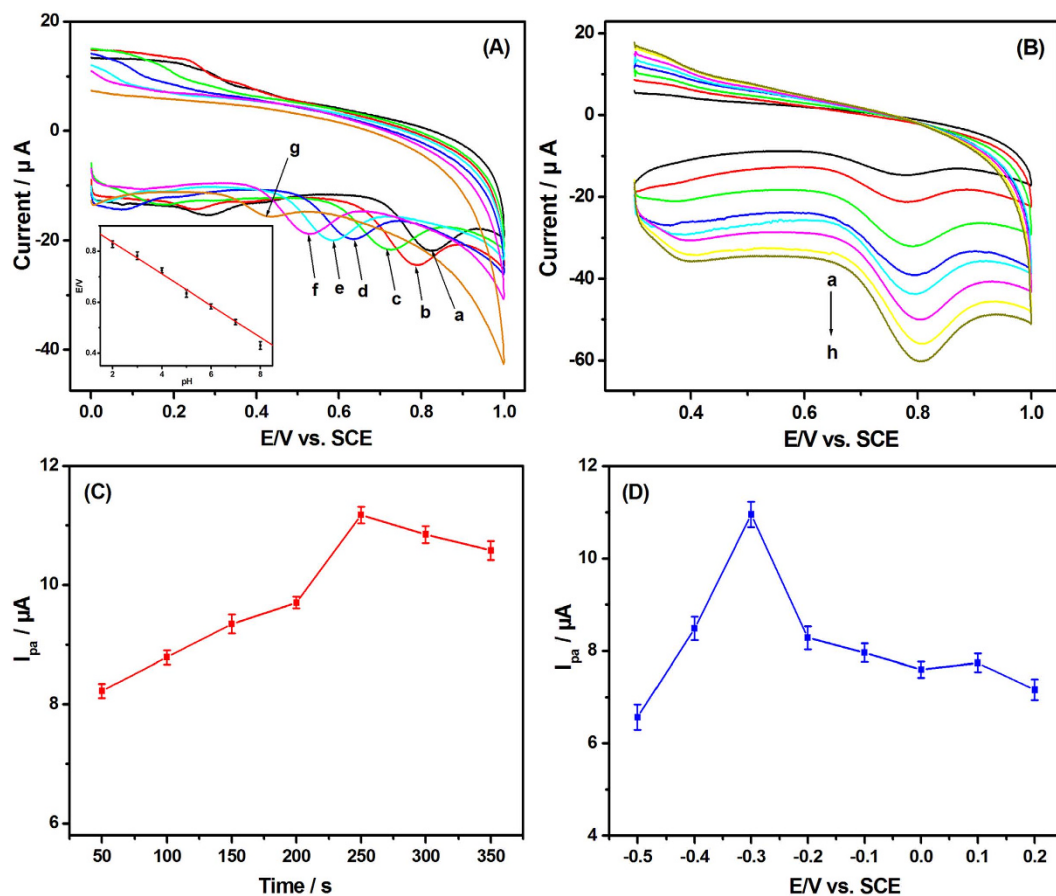 (A)
Current / μ A
20
0
-20
-40
g
f e d c b a
E/V
0.8
0.6
0.4
2 4 6 8
pH
0.0 0.2 0.4 0.6 0.8 1.0
E/V vs. SCE
(B)
Current / μ A
20
0
-20
-40
-60
a
h
0.4 0.6 0.8 1.0
E/V vs. SCE
(C)
Ipa / μA
12
10
8
6
50 100 150 200 250 300 350
Time / s
(D)
Ipa / μA
12
10
8
6
4
-0.5 -0.4 -0.3 -0.2 -0.1 0.0 0.1 0.2
E/V vs. SCE